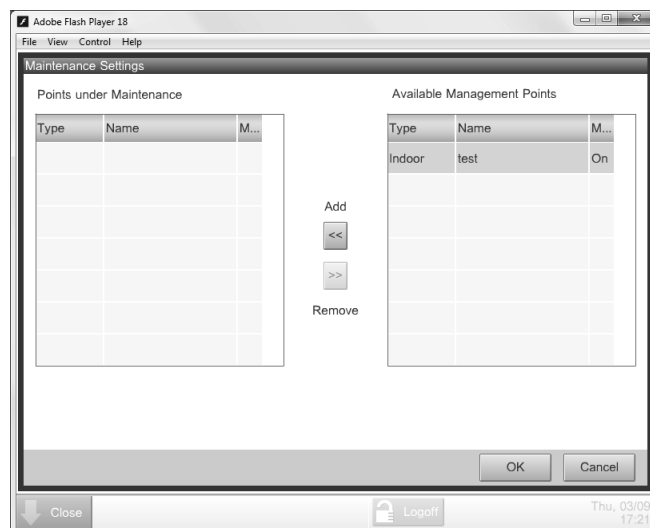 Adobe Flash Player 18
File View Control Help
Maintenance Settings
Points under Maintenance
Available Management Points
Type Name M...
Type Name M...
Indoor test On
Add
<<
>>
Remove
OK Cancel
Close
Logoff
Thu, 03/09
17:21